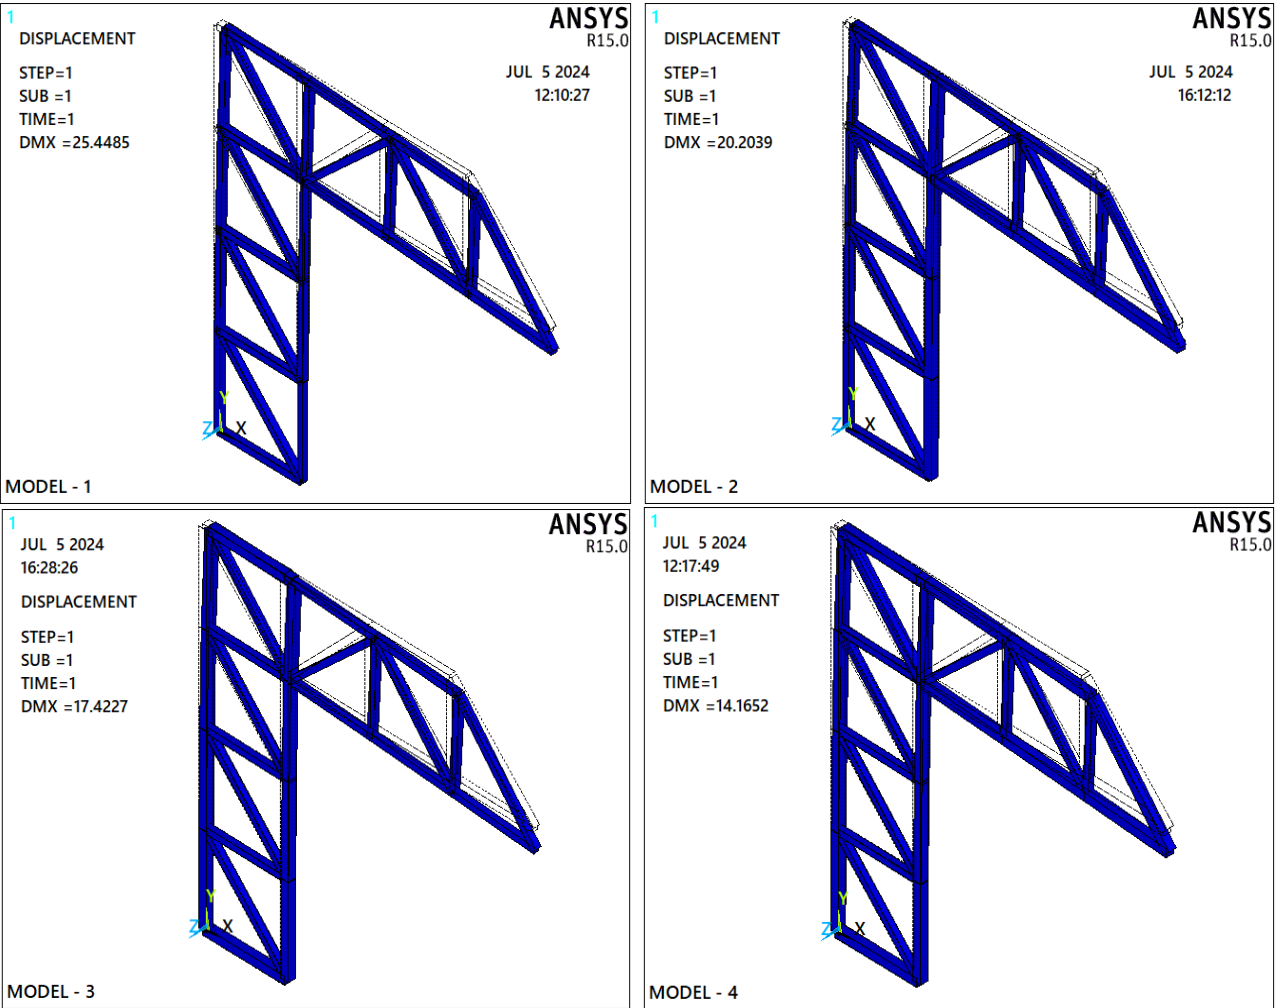 1
ANSYS
R15.0
DISPLACEMENT
STEP=1
SUB =1
TIME=1
DMX =25.4485
JUL 5 2024
12:10:27
Y
Z
X
MODEL - 1
1
ANSYS
R15.0
DISPLACEMENT
STEP=1
SUB =1
TIME=1
DMX =20.2039
JUL 5 2024
16:12:12
Y
Z
X
MODEL - 2
1
ANSYS
R15.0
JUL 5 2024
16:28:26
DISPLACEMENT
STEP=1
SUB =1
TIME=1
DMX =17.4227
Y
Z
X
MODEL - 3
1
ANSYS
R15.0
JUL 5 2024
12:17:49
DISPLACEMENT
STEP=1
SUB =1
TIME=1
DMX =14.1652
Y
Z
X
MODEL - 4